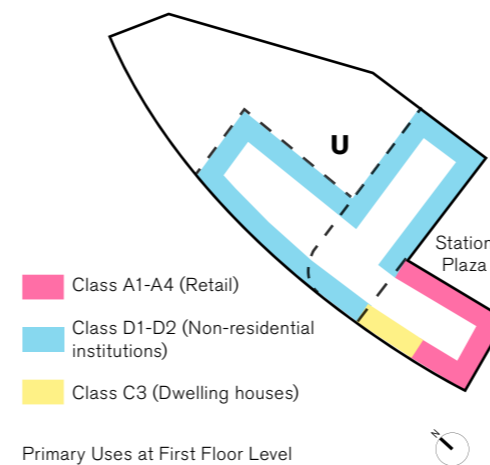 U
Station
Plaza
Class A1-A4 (Retail)
Class D1-D2 (Non-residential
institutions)
Class C3 (Dwelling houses)
Primary Uses at First Floor Level
N